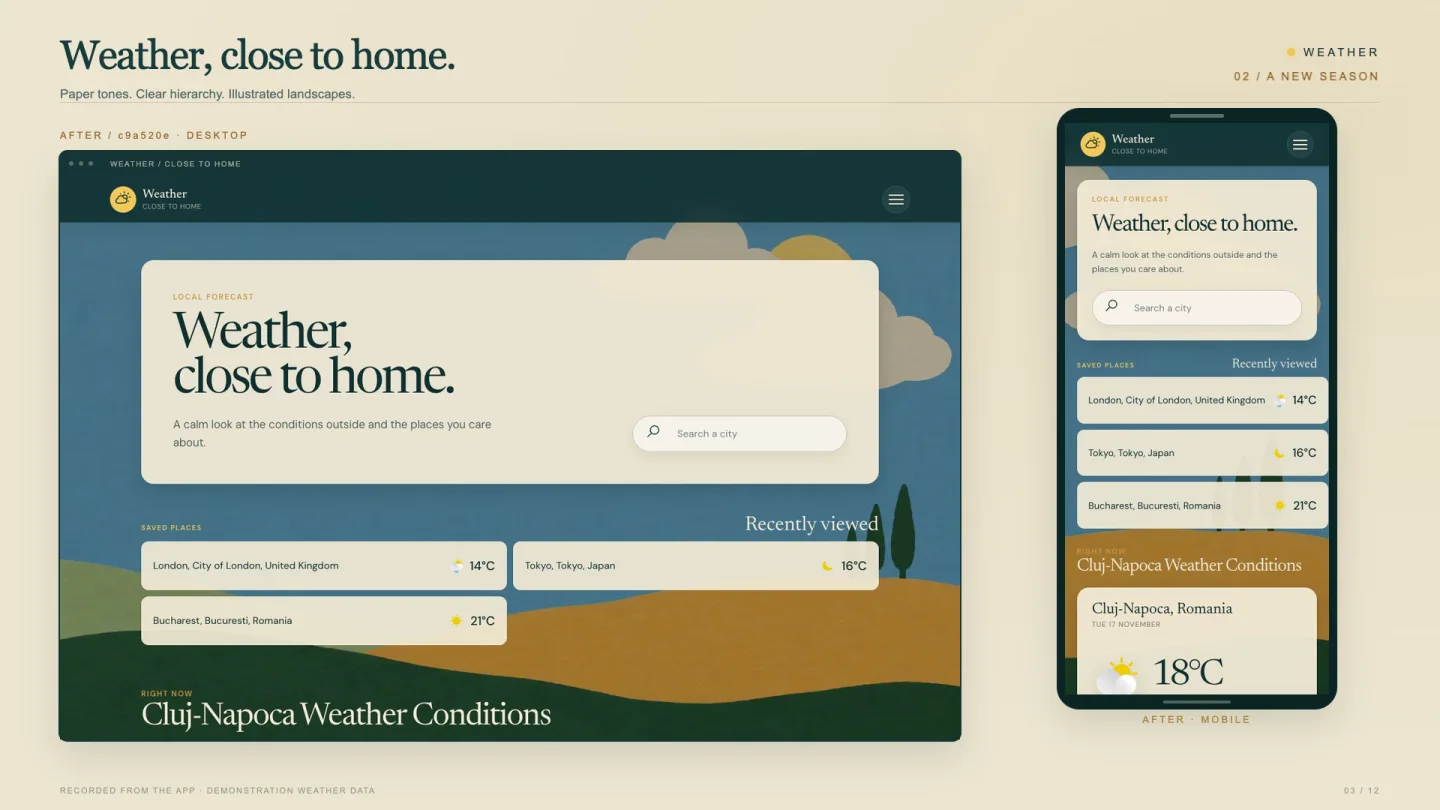 Weather, close to home.
Paper tones. Clear hierarchy. Illustrated landscapes.
WEATHER
02 / A NEW SEASON
AFTER / c9a520e · DESKTOP
WEATHER / CLOSE TO HOME
Weather
CLOSE TO HOME
LOCAL FORECAST
Weather,
close to home.
A calm look at the conditions outside and the places you care
about.
Search a city
SAVED PLACES
Recently viewed
London, City of London, United Kingdom
14°C
Tokyo, Tokyo, Japan
16°C
Bucharest, Bucuresti, Romania
21°C
RIGHT NOW
Cluj-Napoca Weather Conditions
Weather
CLOSE TO HOME
LOCAL FORECAST
Weather, close to home.
A calm look at the conditions outside and the
places you care about.
Search a city
SAVED PLACES
Recently viewed
London, City of London, United Kingdom
14°C
Tokyo, Tokyo, Japan
16°C
Bucharest, Bucuresti, Romania
21°C
RIGHT NOW
Cluj-Napoca Weather Conditions
Cluj-Napoca, Romania
TUE 17 NOVEMBER
18°C
AFTER · MOBILE
RECORDED FROM THE APP · DEMONSTRATION WEATHER DATA
03 / 12